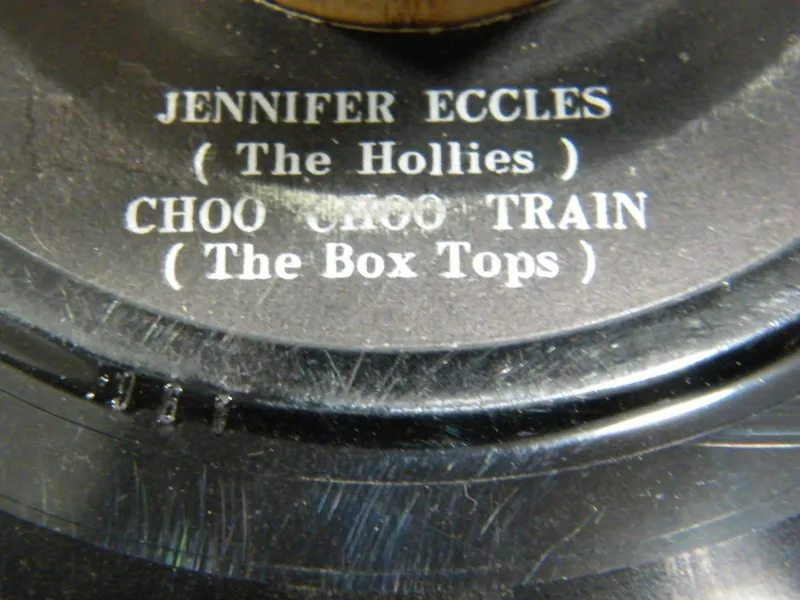 JENNIFER ECCLES
( The Hollies )
CHOO CHOO TRAIN
( The Box Tops )